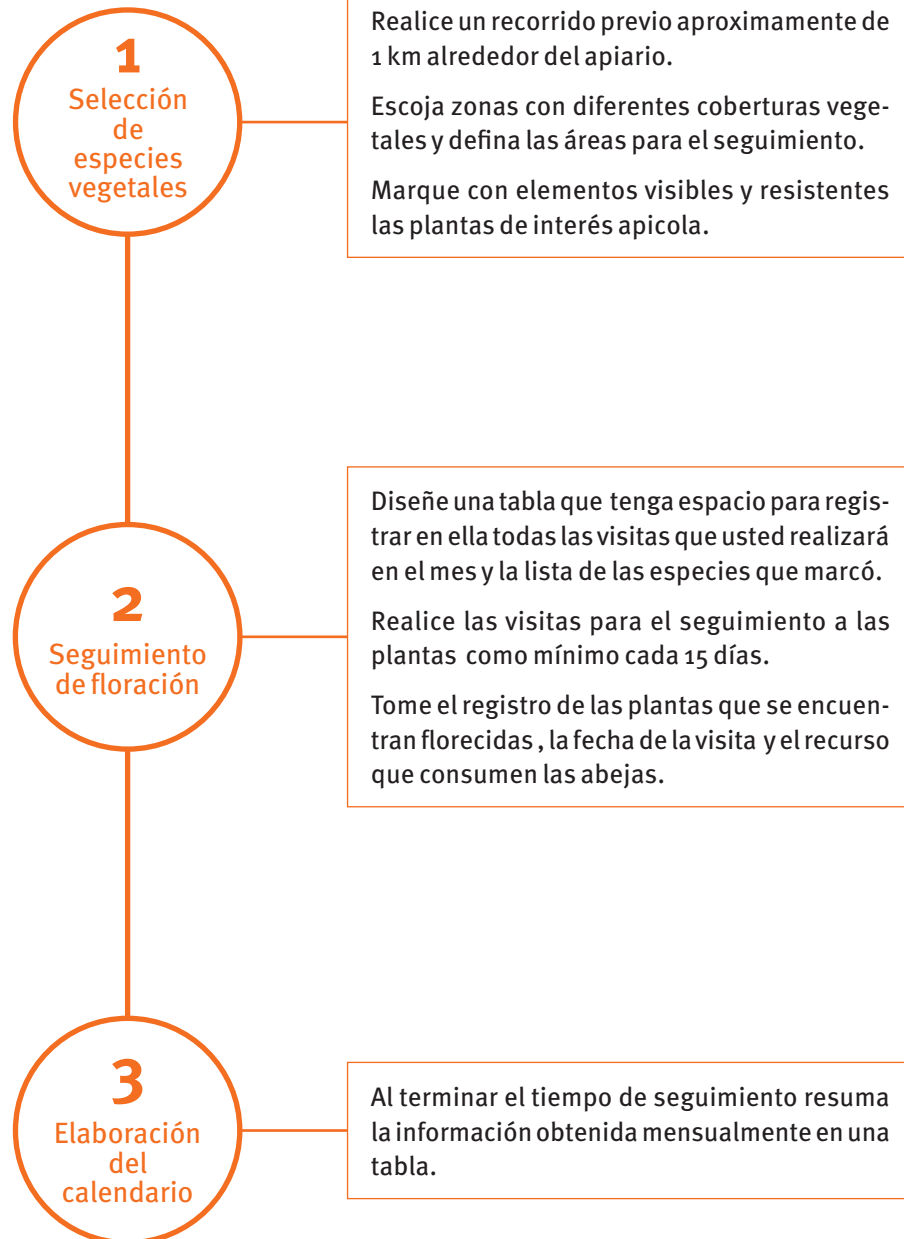 1
Selección
de
especies
vegetales
Realice un recorrido previo aproximadamente de
1 km alrededor del apiario.
Escoja zonas con diferentes coberturas vege-
tales y defina las áreas para el seguimiento.
Marque con elementos visibles y resistentes
las plantas de interés apicola.
2
Seguimiento
de floración
Diseñe una tabla que tenga espacio para regis-
trar en ella todas las visitas que usted realizará
en el mes y la lista de las especies que marcó.
Realice las visitas para el seguimiento a las
plantas como mínimo cada 15 días.
Tome el registro de las plantas que se encuen-
tran florecidas , la fecha de la visita y el recurso
que consumen las abejas.
3
Elaboración
del
calendario
Al terminar el tiempo de seguimiento resuma
la información obtenida mensualmente en una
tabla.